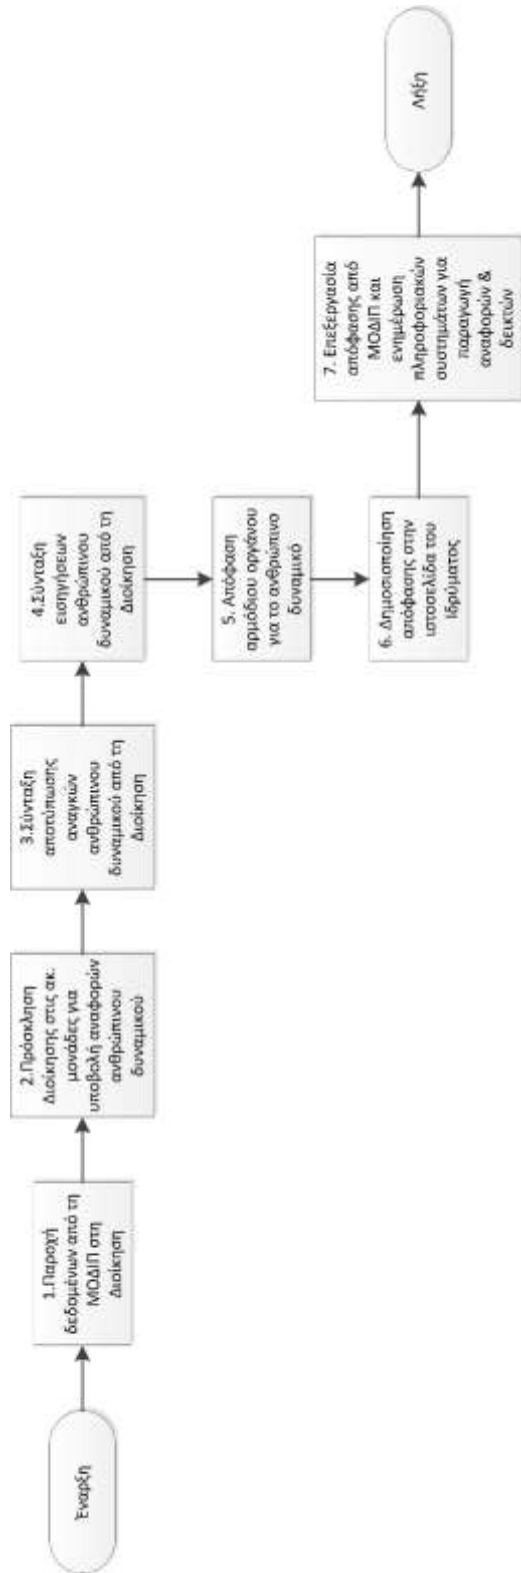 Έναρξη
1.Παροχή
δεδομένων από τη
ΜΟΔΙΠ στη
Διοίκηση
2.Πρόσκληση
Διοίκησης στις ακ.
μονάδες για
υποβολή αναφορών
ανθρώπινου
δυναμικού
3.Σύνταξη
αποτύπωσης
αναγκών
ανθρώπινου
δυναμικού από τη
Διοίκηση
4.Σύνταξη
εισηγήσεων
ανθρώπινου
δυναμικού από τη
Διοίκηση
5. Απόφαση
αρμόδιου οργάνου
για το ανθρώπινο
δυναμικό
6. Δημοσιοποίηση
απόφασης στην
ιστοσελίδα του
Ιδρύματος
7. Επεξεργασία
απόφασης από
ΜΟΔΙΠ και
ενημέρωση
πληροφοριακών
συστημάτων για
παραγωγή
αναφορών &
δεικτών
Λήξη